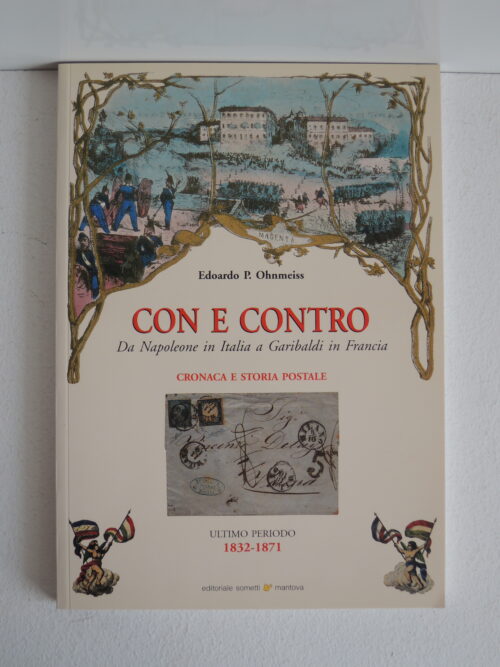 MAGENTA
Edoardo P. Ohnmeiss
CON E CONTRO
Da Napoleone in Italia a Garibaldi in Francia
CRONACA E STORIA POSTALE
5
ULTIMO PERIODO
1832-1871
editoriale sometti mantova